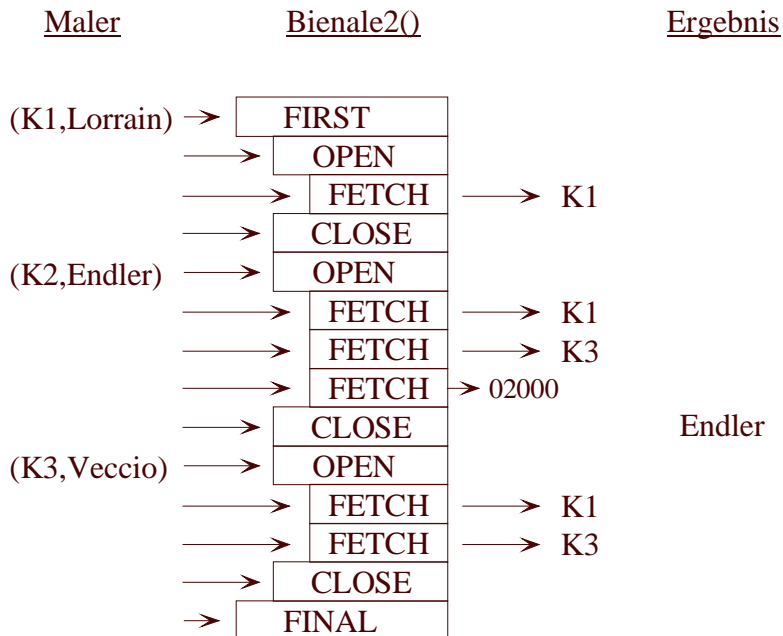 Maler Bienale2() Ergebnis
(K1,Lorrain) FIRST
OPEN
FETCH K1
CLOSE
(K2,Endler) OPEN
FETCH K1
FETCH K3
FETCH 02000
CLOSE Endler
(K3,Veccio) OPEN
FETCH K1
FETCH K3
CLOSE
FINAL